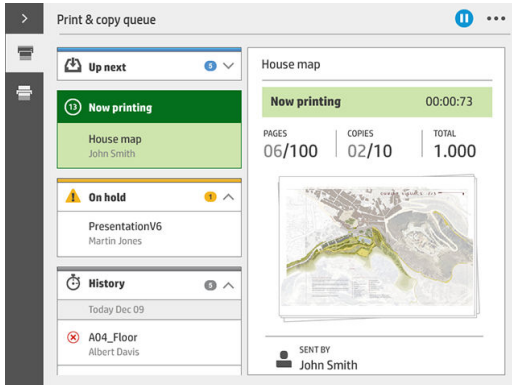 Print & copy queue
Up next
5
13
Now printing
House map
John Smith
On hold
1
PresentationV6
Martin Jones
History
5
Today Dec 09
A04_Floor
Albert Davis
House map
Now printing
00:00:73
PAGES
06/100
COPIES
02/10
TOTAL
1.000
SENT BY
John Smith